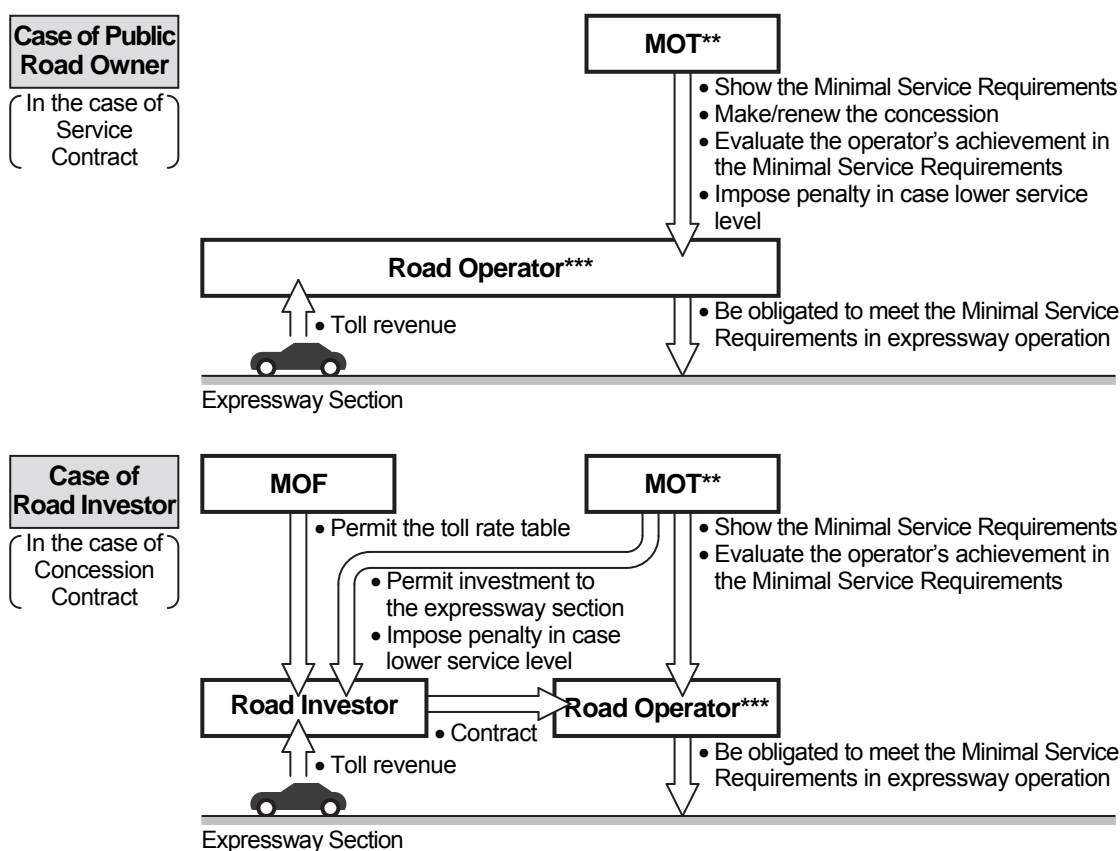 Case of Public
Road Owner
In the case of
Service
Contract
MOT**
• Show the Minimal Service Requirements
• Make/renew the concession
• Evaluate the operator's achievement in
the Minimal Service Requirements
• Impose penalty in case lower service
level
Road Operator***
• Toll revenue
• Be obligated to meet the Minimal Service
Requirements in expressway operation
Expressway Section
Case of
Road Investor
In the case of
Concession
Contract
MOF
MOT**
• Permit the toll rate table
• Show the Minimal Service Requirements
• Evaluate the operator's achievement in
the Minimal Service Requirements
• Permit investment to
the expressway section
• Impose penalty in case
lower service level
Road Investor
• Contract
Road Operator***
• Toll revenue
• Be obligated to meet the Minimal Service
Requirements in expressway operation
Expressway Section